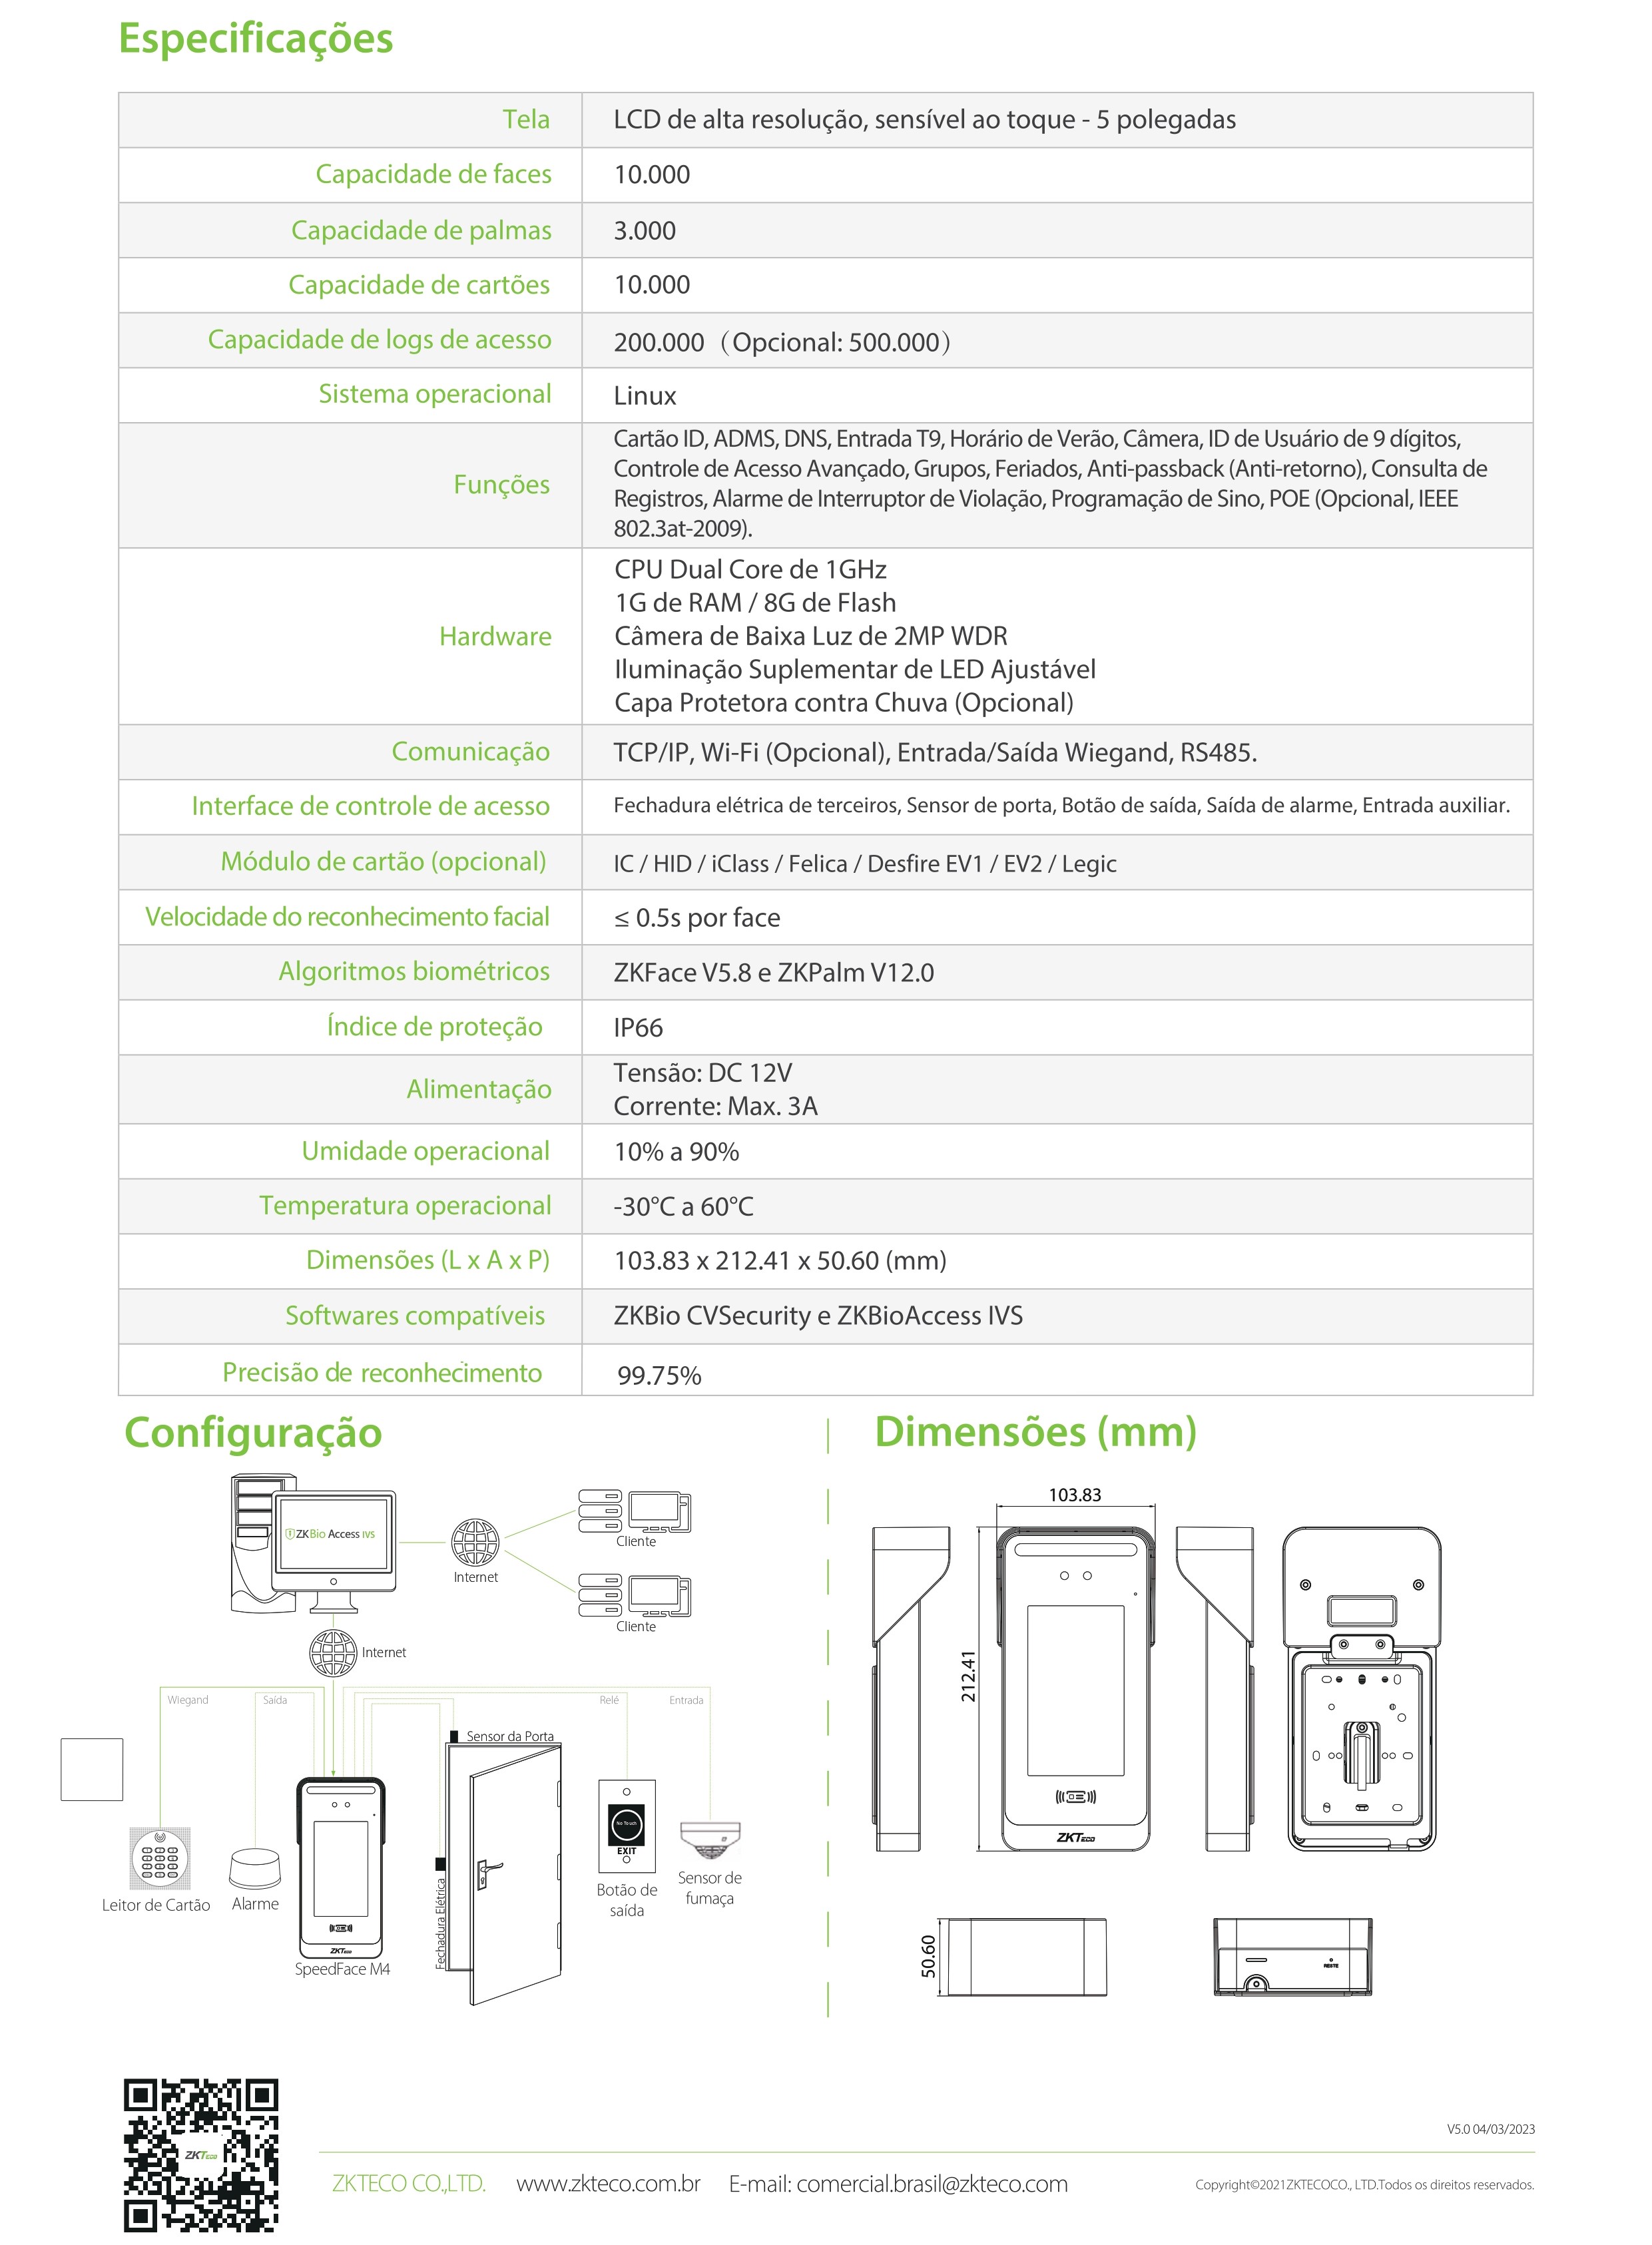 Especificações
Tela
LCD de alta resolução, sensível ao toque - 5 polegadas
Capacidade de faces
10.000
Capacidade de palmas
3.000
Capacidade de cartões
10.000
Capacidade de logs de acesso
200.000（Opcional: 500.000）
Sistema operacional
Linux
Funções
Cartão ID, ADMS, DNS, Entrada T9, Horário de Verão, Câmera, ID de Usuário de 9 dígitos,
Controle de Acesso Avançado, Grupos, Feriados, Anti-passback (Anti-retorno), Consulta de
Registros, Alarme de Interruptor de Violação, Programação de Sino, POE (Opcional, IEEE
802.3at-2009).
Hardware
CPU Dual Core de 1GHz
1G de RAM / 8G de Flash
Câmera de Baixa Luz de 2MP WDR
Iluminação Suplementar de LED Ajustável
Capa Protetora contra Chuva (Opcional)
Comunicação
TCP/IP, Wi-Fi (Opcional), Entrada/Saída Wiegand, RS485.
Interface de controle de acesso
Fechadura elétrica de terceiros, Sensor de porta, Botão de saída, Saída de alarme, Entrada auxiliar.
Módulo de cartão (opcional)
IC / HID / iClass / Felica / Desfire EV1 / EV2 / Legic
Velocidade do reconhecimento facial
≤ 0.5s por face
Algoritmos biométricos
ZKFace V5.8 e ZKPalm V12.0
Índice de proteção
IP66
Alimentação
Tensão: DC 12V
Corrente: Max. 3A
Umidade operacional
10% a 90%
Temperatura operacional
-30°C a 60°C
Dimensões (L x A x P)
103.83 x 212.41 x 50.60 (mm)
Softwares compatíveis
ZKBio CVSecurity e ZKBioAccess IVS
Precisão de reconhecimento
99.75%
Configuração
ZKBio Access IVS
Internet
Cliente
Cliente
Internet
Wiegand
Saída
Relé
Entrada
Sensor da Porta
Fechadura Elétrica
No Touch
EXIT
Leitor de Cartão
Alarme
ZKTeco
SpeedFace M4
Botão de
saída
Sensor de
fumaça
Dimensões (mm)
103.83
212.41
ZKTeco
50.60
RESTE
ZKTeco
V5.0 04/03/2023
ZKTECO CO.,LTD.
www.zkteco.com.br
E-mail: comercial.brasil@zkteco.com
Copyright©2021ZKTECOCO., LTD.Todos os direitos reservados.